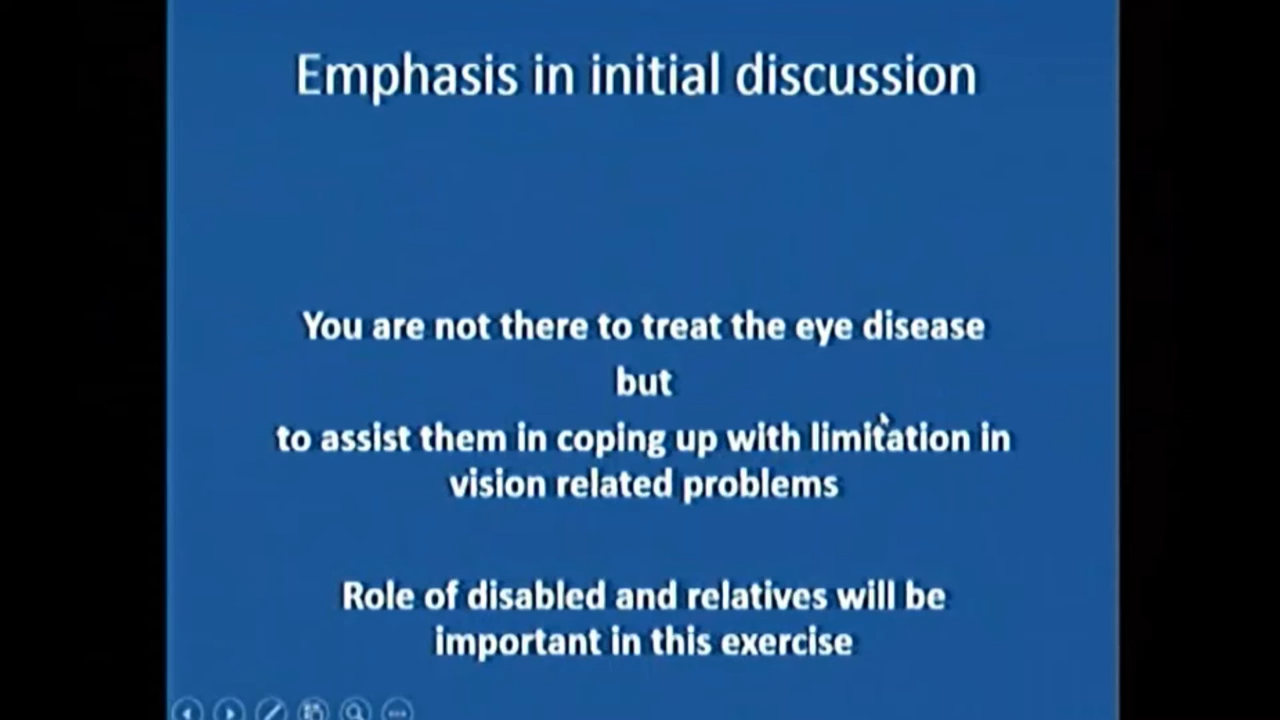 Emphasis in initial discussion
You are not there to treat the eye disease
but
to assist them in coping up with limitation in
vision related problems
Role of disabled and relatives will be
important in this exercise